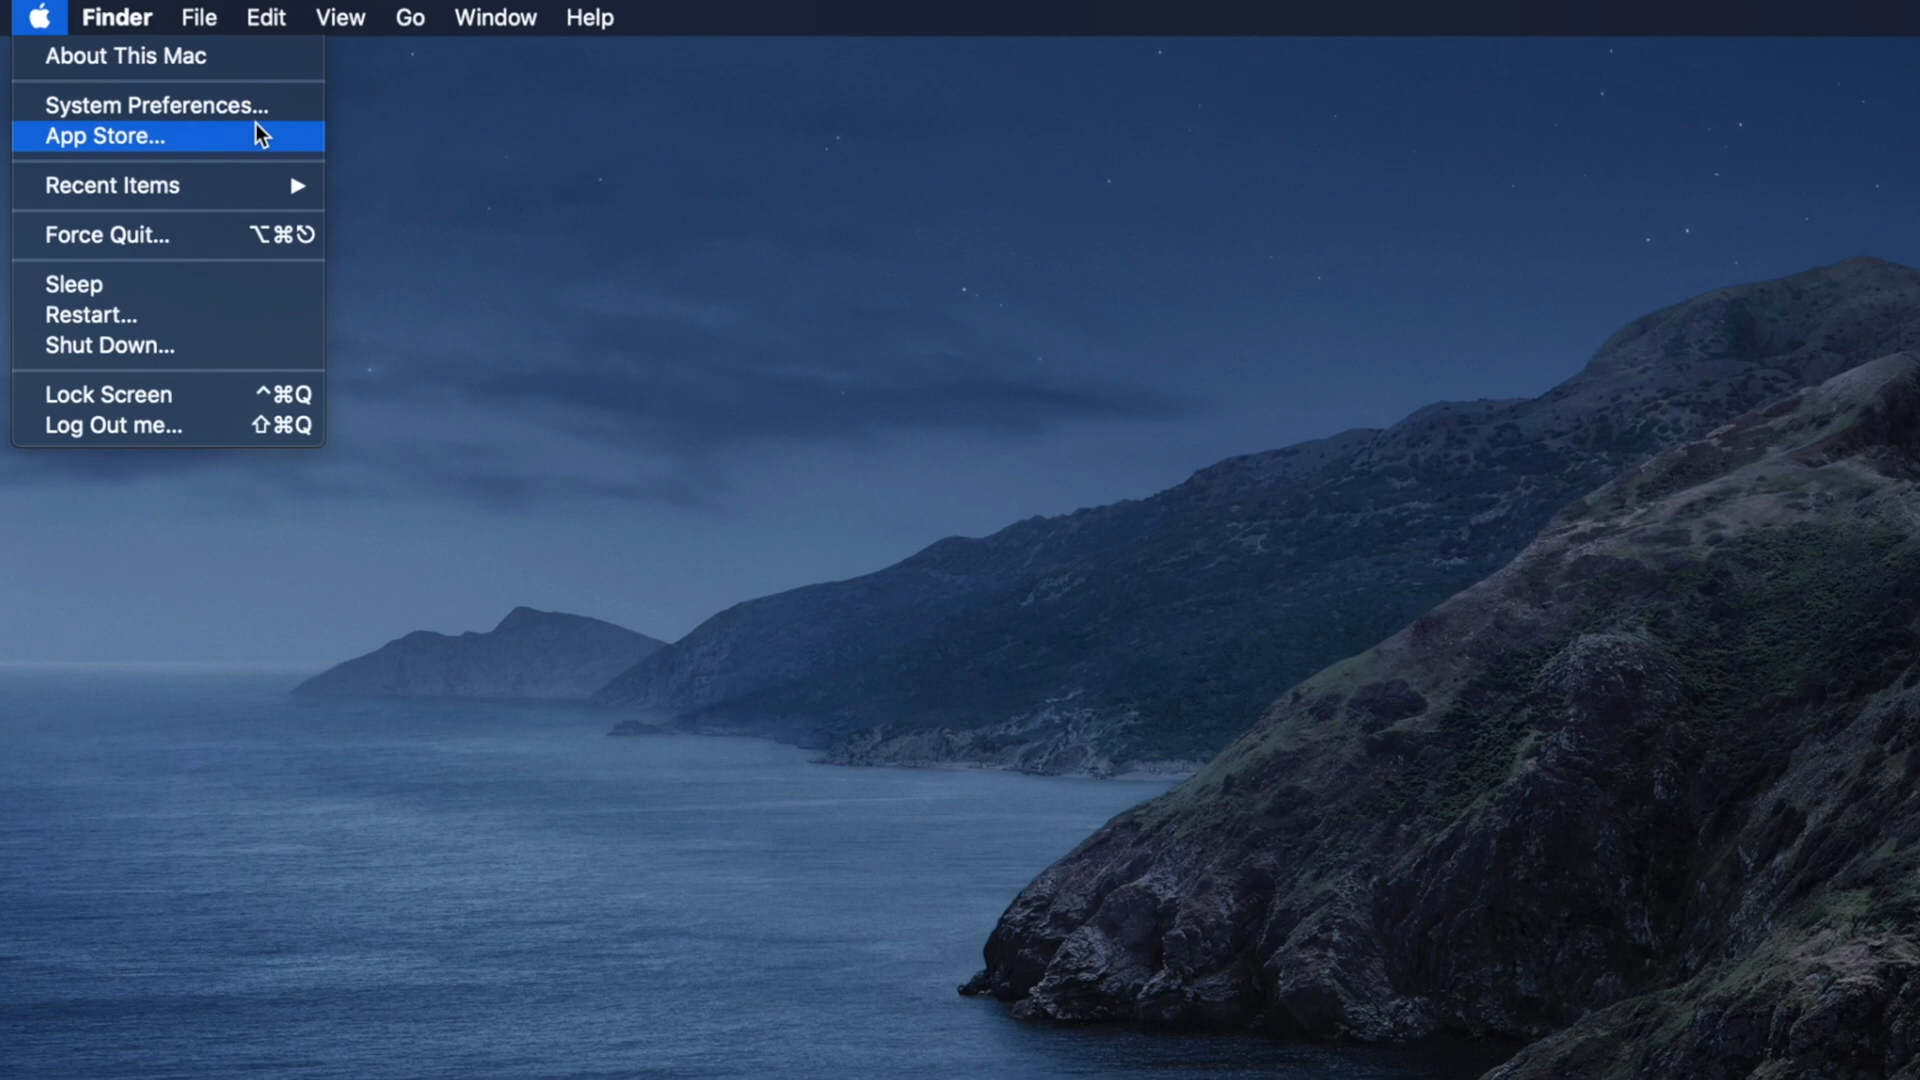 Finder File Edit View Go Window Help
About This Mac
System Preferences...
App Store...
Recent Items ▶
Force Quit... ⌥⌘⎋
Sleep
Restart...
Shut Down...
Lock Screen ^⌘Q
Log Out me... ⇧⌘Q